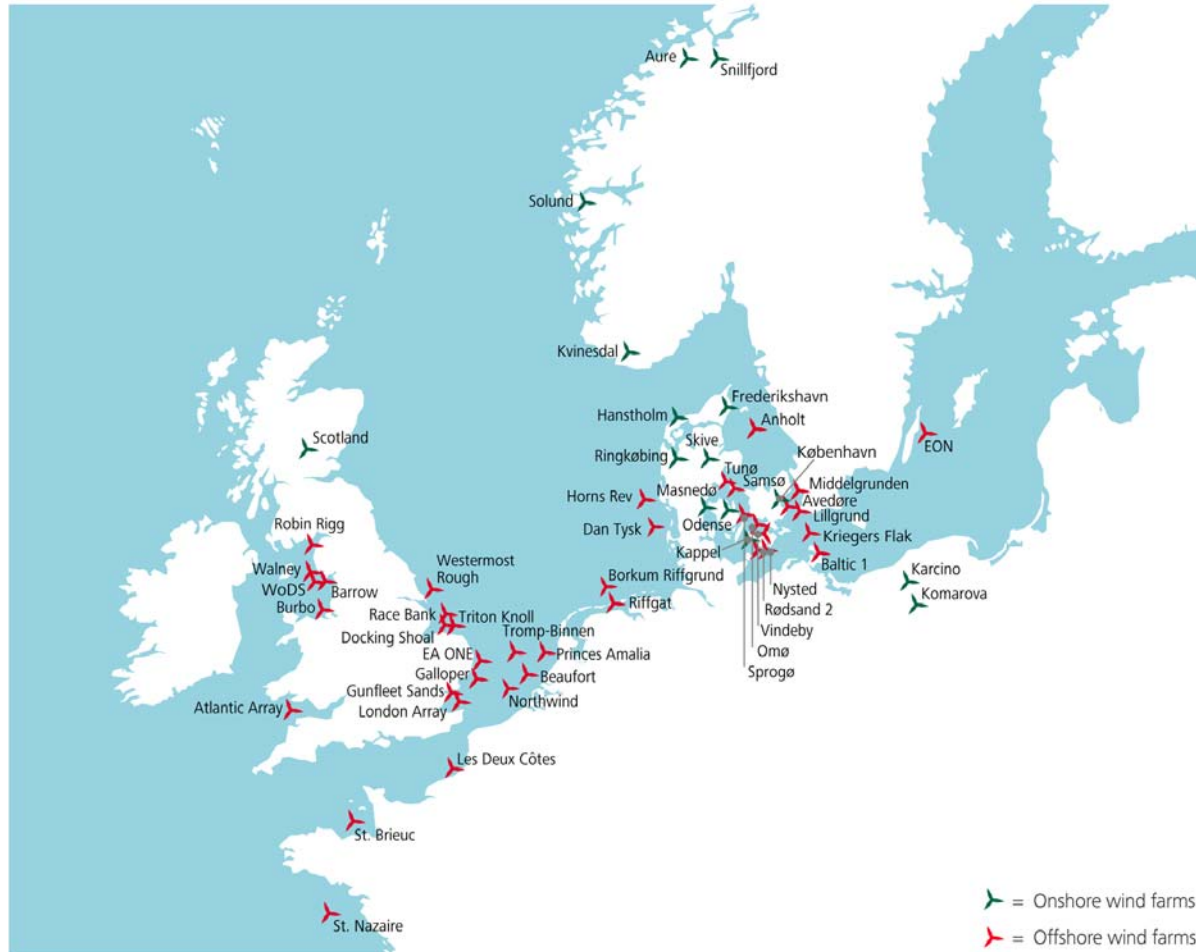 Aure
Snillfjord
Solund
Kvinesdal
Frederikshavn
Hanstholm
Anholt
Skive
Scotland
København
EON
Ringkøbing
Tunø
Samsø
Middelgrunden
Masnedø
Horns Rev
Avedøre
Lillgrund
Robin Rigg
Odense
Dan Tysk
Kriegers Flak
Kappel
Baltic 1
Westermost
Rough
Walney
Borkum Riffgrund
Karcino
WoDS
Barrow
Nysted
Riffgat
Komarova
Burbo
Race Bank
Triton Knoll
Rødsand 2
Docking Shoal
Tromp-Binnen
Vindeby
EA ONE
Princes Amalia
Omø
Galloper
Beaufort
Sprogø
Gunfleet Sands
Northwind
Atlantic Array
London Array
Les Deux Côtes
St. Brieuc
= Onshore wind farms
St. Nazaire
= Offshore wind farms